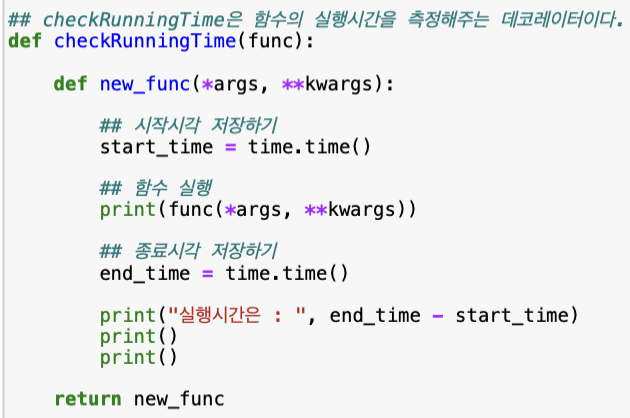 ## checkRunningTime은 함수의 실행시간을 측정해주는 데코레이터이다.
def checkRunningTime(func):
def new_func(*args, **kwargs):
## 시작시각 저장하기
start_time = time.time()
## 함수 실행
print(func(*args, **kwargs))
## 종료시각 저장하기
end_time = time.time()
print("실행시간은 : ", end_time - start_time)
print()
print()
return new_func